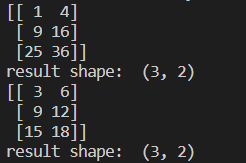 [[ 1  4]
 [ 9 16]
 [25 36]]
result shape:  (3, 2)
[[ 3  6]
 [ 9 12]
 [15 18]]
result shape:  (3, 2)